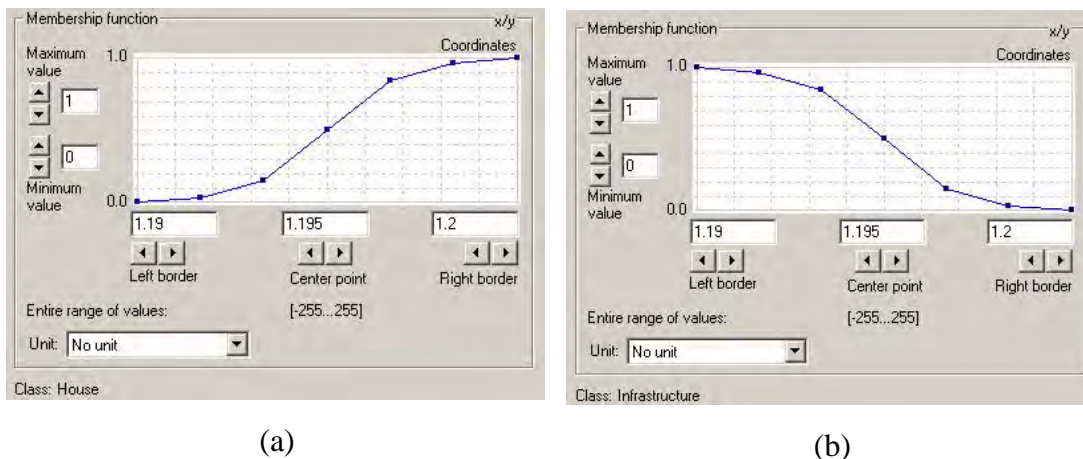 Membership function
x/y
Maximum value
1.0
Coordinates
1
0
Minimum value
0.0
1.19
1.195
1.2
Left border
Center point
Right border
Entire range of values:
[-255...255]
Unit: No unit
Class: House
(a)
Membership function
x/y
Maximum value
1.0
Coordinates
1
0
Minimum value
0.0
1.19
1.195
1.2
Left border
Center point
Right border
Entire range of values:
[-255...255]
Unit: No unit
Class: Infrastructure
(b)